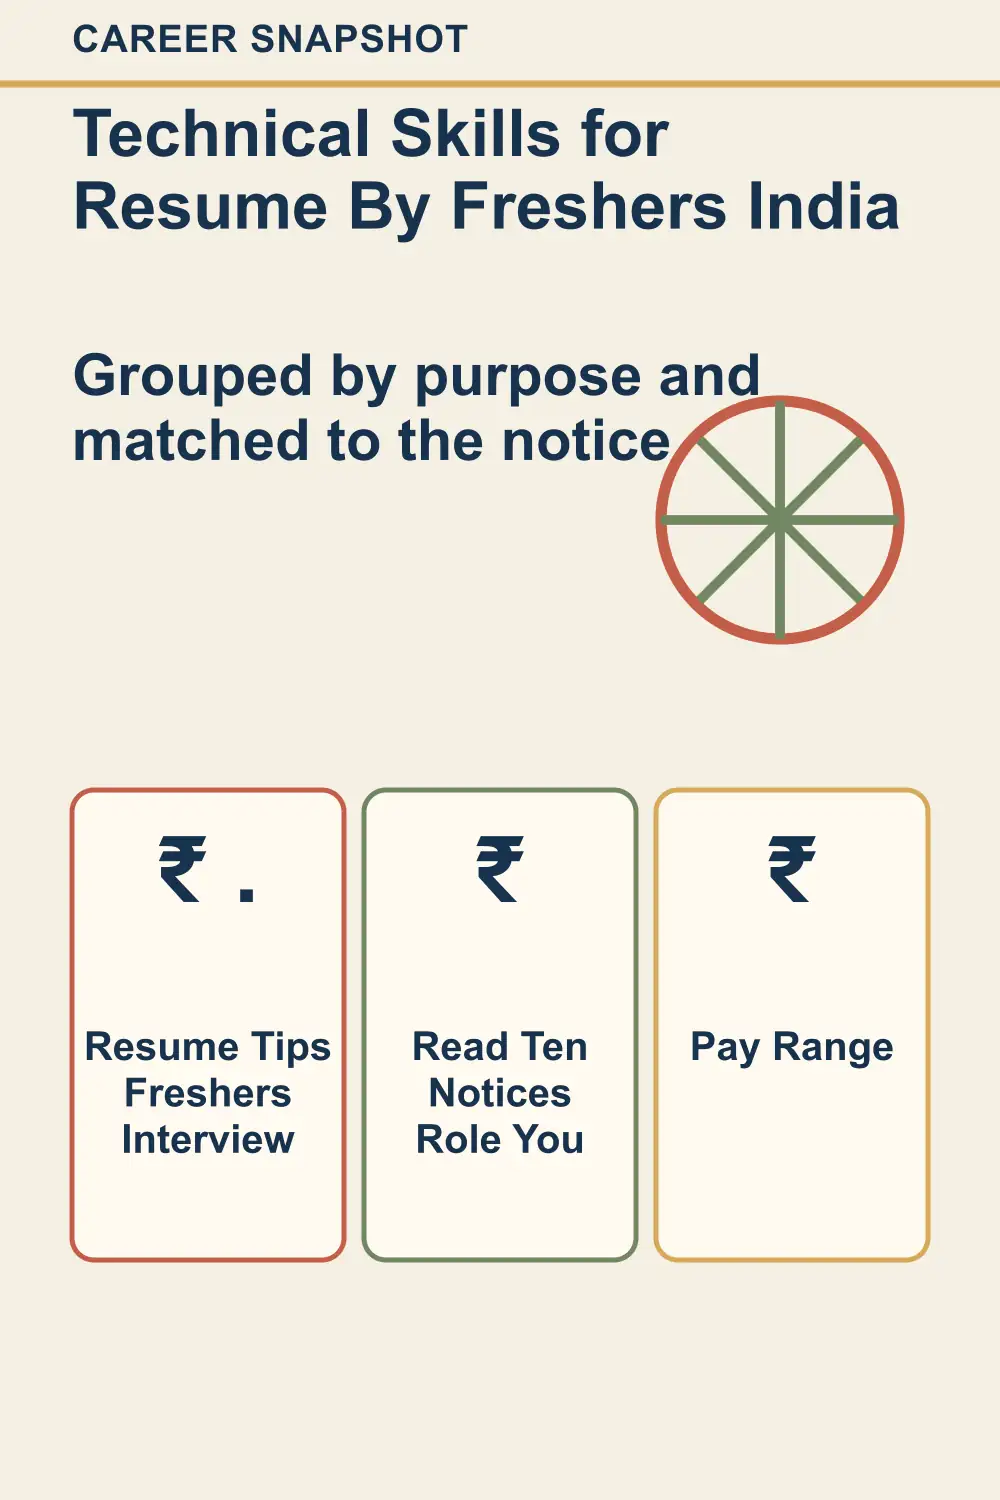 CAREER SNAPSHOT
Technical Skills for
Resume By Freshers India
Grouped by purpose and
matched to the notice
₹ .
Resume Tips
Freshers
Interview
₹
Read Ten
Notices
Role You
₹
Pay Range